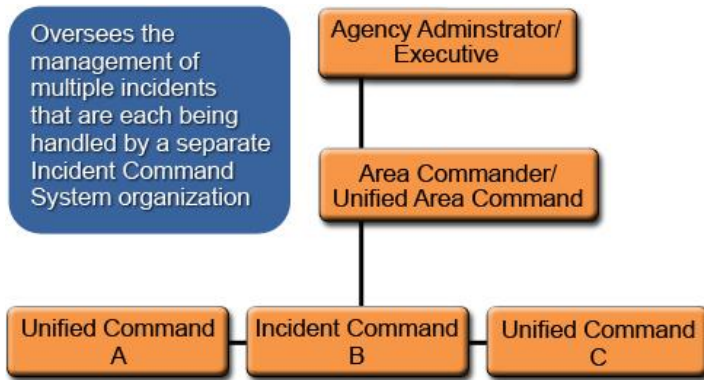 Oversees the
management of
multiple incidents
that are each being
handled by a separate
Incident Command
System organization
Agency Adminstrator/
Executive
Area Commander/
Unified Area Command
Unified Command
A
Incident Command
B
Unified Command
C